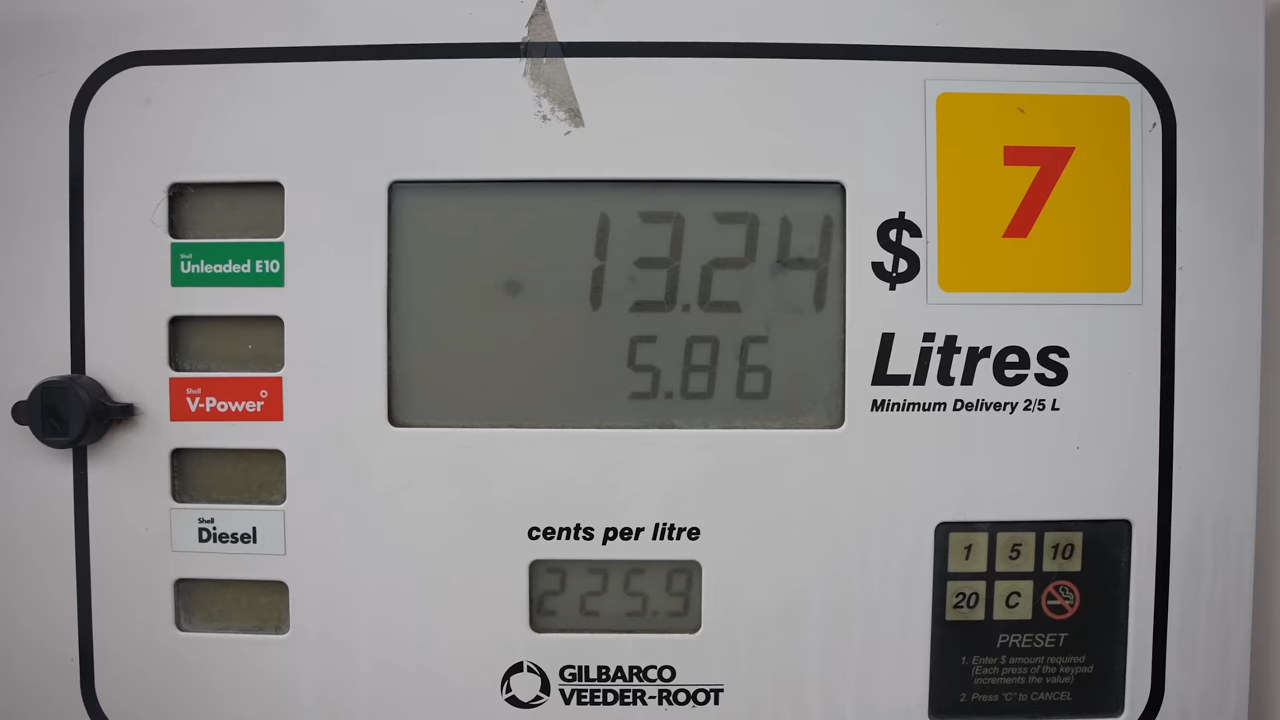 7
13.24
$
5.86
Litres
Minimum Delivery 2/5 L
Shell
Unleaded E10
Shell
V-Power
Shell
Diesel
cents per litre
225.9
GILBARCO
VEEDER-ROOT
1 5 10
20 C
PRESET
1. Enter $ amount required
(Each press of the keypad
increments the value)
2. Press "C" to CANCEL